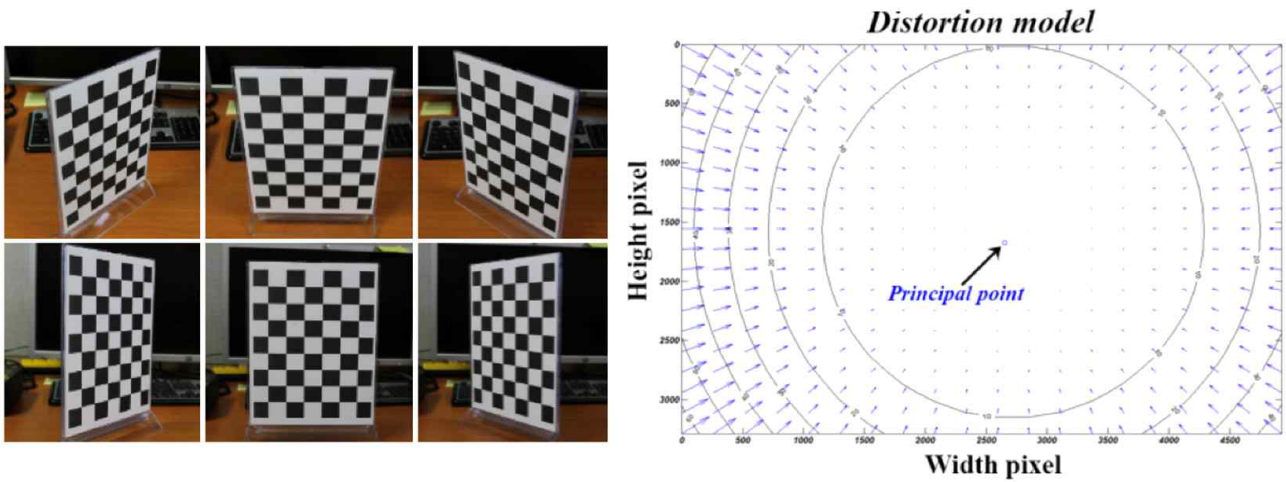 Distortion model
Height pixel
0
500
1000
1500
2000
2500
3000
Principal point
0 500 1000 1500 2000 2500 3000 3500 4000 4500
Width pixel